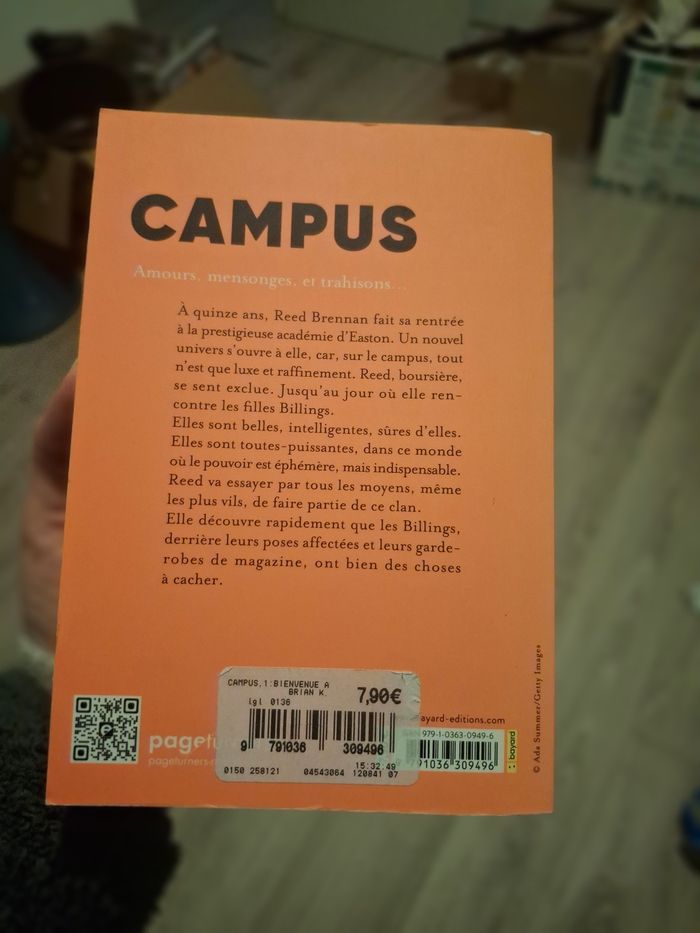 CAMPUS
Amours, mensonges, et trahisons...
À quinze ans, Reed Brennan fait sa rentrée
à la prestigieuse académie d'Easton. Un nouvel
univers s'ouvre à elle, car, sur le campus, tout
n'est que luxe et raffinement. Reed, boursière,
se sent exclue. Jusqu'au jour où elle ren-
contre les filles Billings.
Elles sont belles, intelligentes, sûres d'elles.
Elles sont toutes-puissantes, dans ce monde
où le pouvoir est éphémère, mais indispensable.
Reed va essayer par tous les moyens, même
les plus vils, de faire partie de ce clan.
Elle découvre rapidement que les Billings,
derrière leurs poses affectées et leurs garde-
robes de magazine, ont bien des choses
à cacher.
© Ada Summer/Getty Images
CAMPUS,1:BIENVENUE A
BRIAN K. 7,90€
lgl 0136
9 791036 309496
15:32:49
0150 258121 04543064 120841 07
ayard-editions.com
979-1-0363-0949-6
791036 309496
bayard